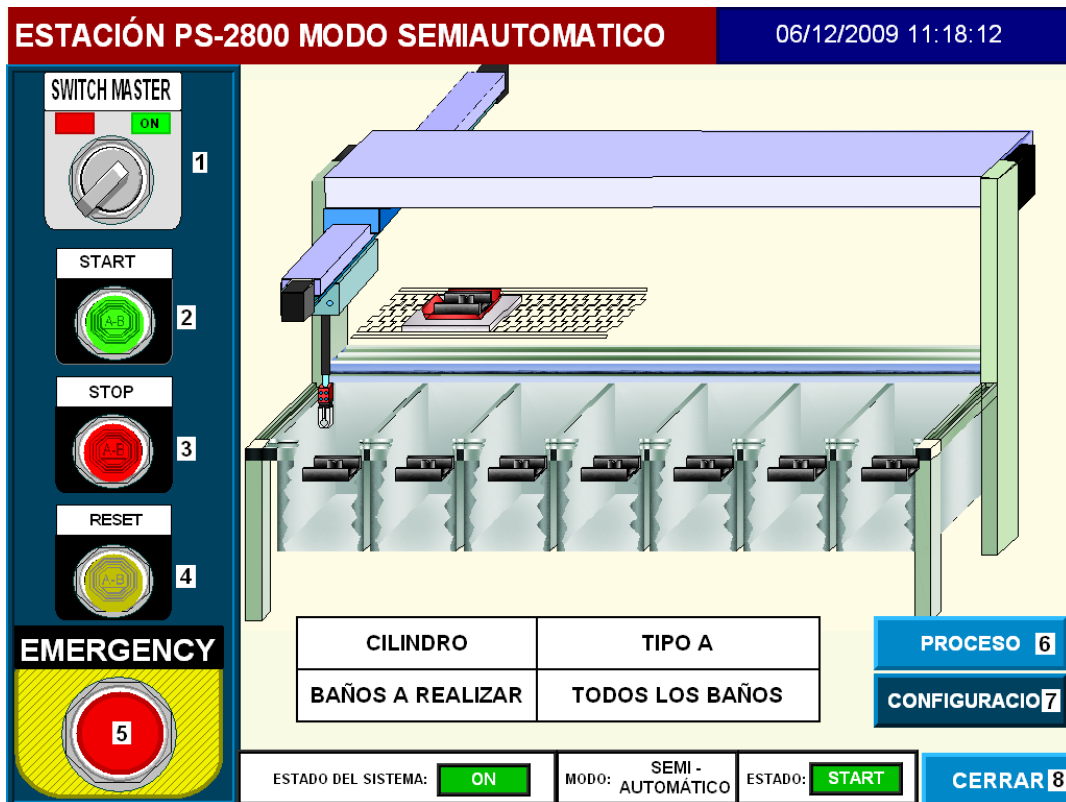 ESTACIÓN PS-2800 MODO SEMIAUTOMATICO
06/12/2009 11:18:12
SWITCH MASTER
ON
1
START
A-B
2
STOP
A-B
3
RESET
A-B
4
EMERGENCY
5
CILINDRO TIPO A
BAÑOS A REALIZAR TODOS LOS BAÑOS
PROCESO 6
CONFIGURACIO 7
ESTADO DEL SISTEMA: ON
MODO: SEMI -
AUTOMÁTICO
ESTADO: START
CERRAR 8